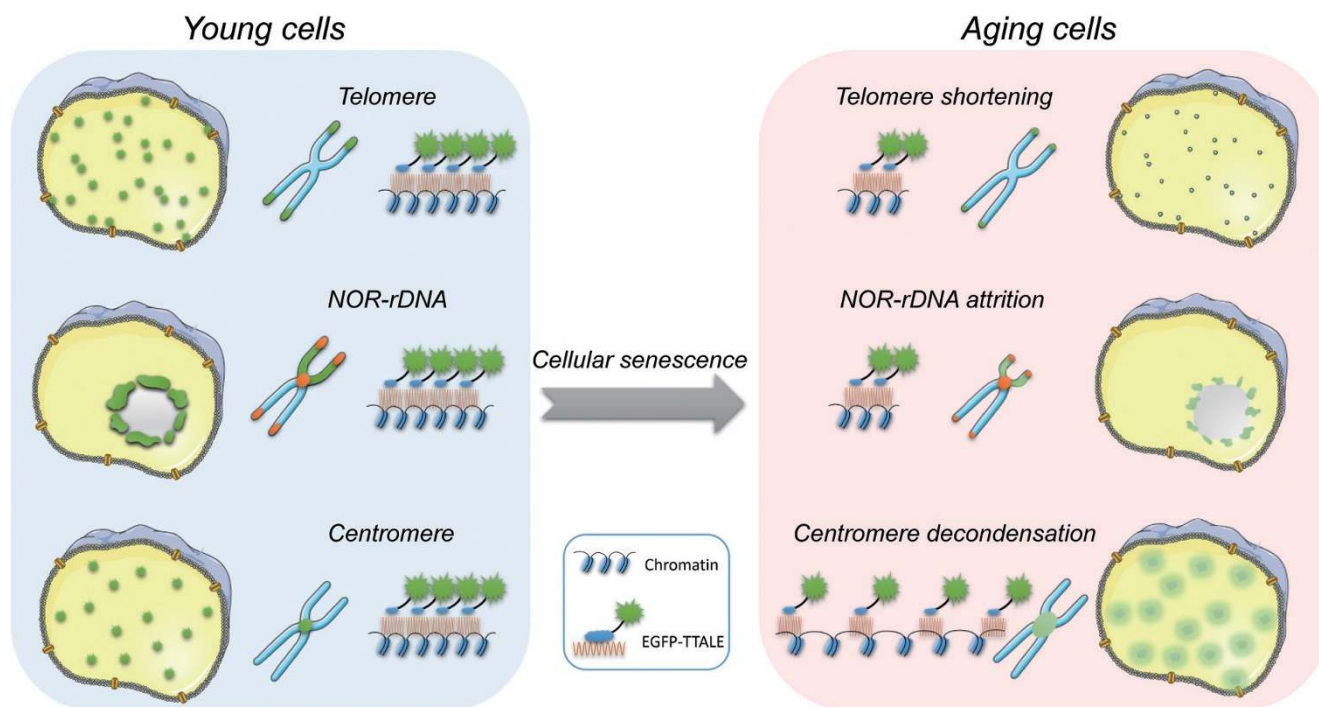 Young cells
Aging cells
Telomere
Telomere shortening
NOR-rDNA
NOR-rDNA attrition
Cellular senescence
Centromere
Centromere decondensation
Chromatin
EGFP-TTALE